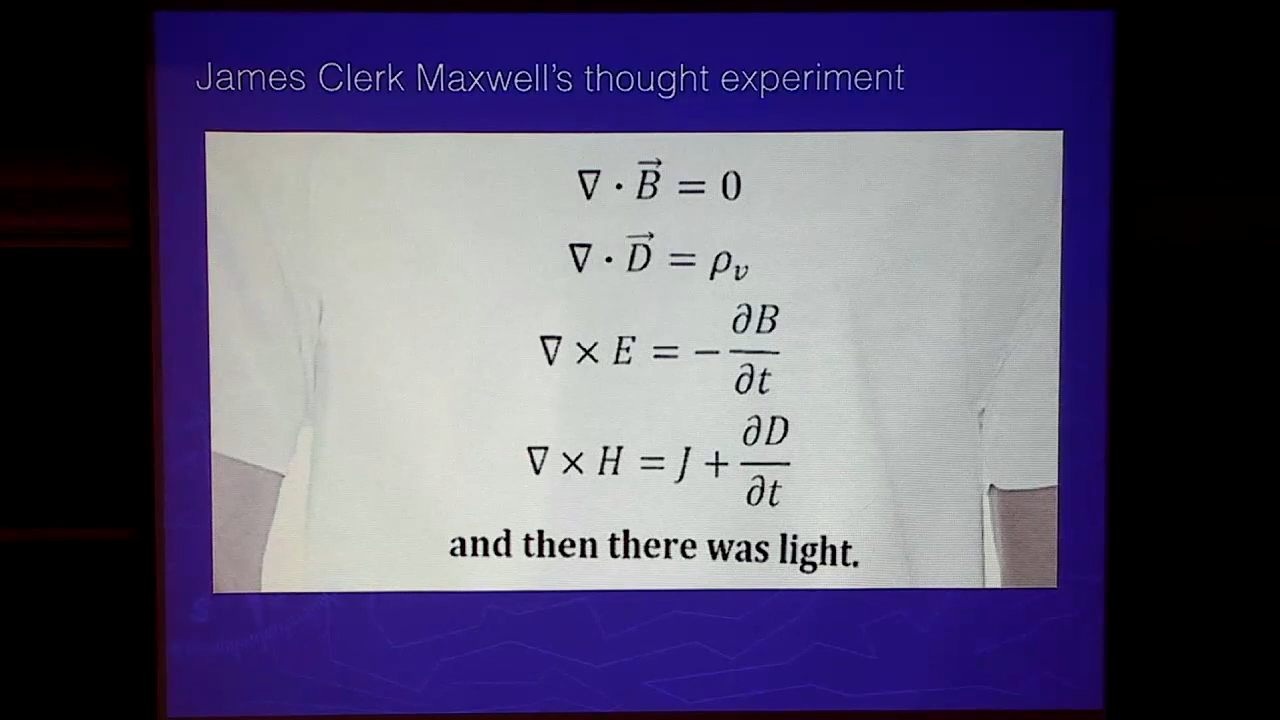 James Clerk Maxwell's thought experiment
∇ · B⃗ = 0
∇ · D⃗ = ρᵥ
∇ × E = −∂B/∂t
∇ × H = J + ∂D/∂t
and then there was light.